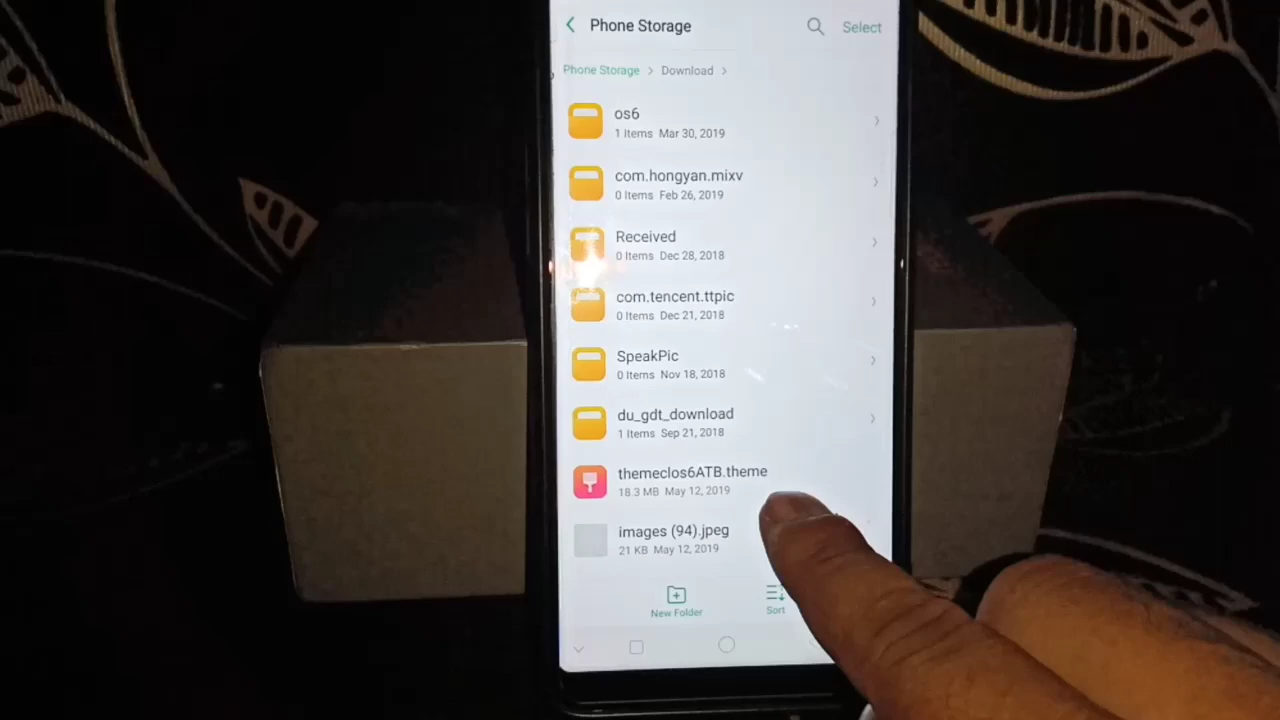 Phone Storage
Select
Phone Storage > Download >
os6
1 Items Mar 30, 2019
com.hongyan.mixv
0 Items Feb 26, 2019
Received
0 Items Dec 28, 2018
com.tencent.ttpic
0 Items Dec 21, 2018
SpeakPic
0 Items Nov 18, 2018
du_gdt_download
1 Items Sep 21, 2018
themeclos6ATB.theme
18.3 MB May 12, 2019
images (94).jpeg
21 KB May 12, 2019
New Folder
Sort